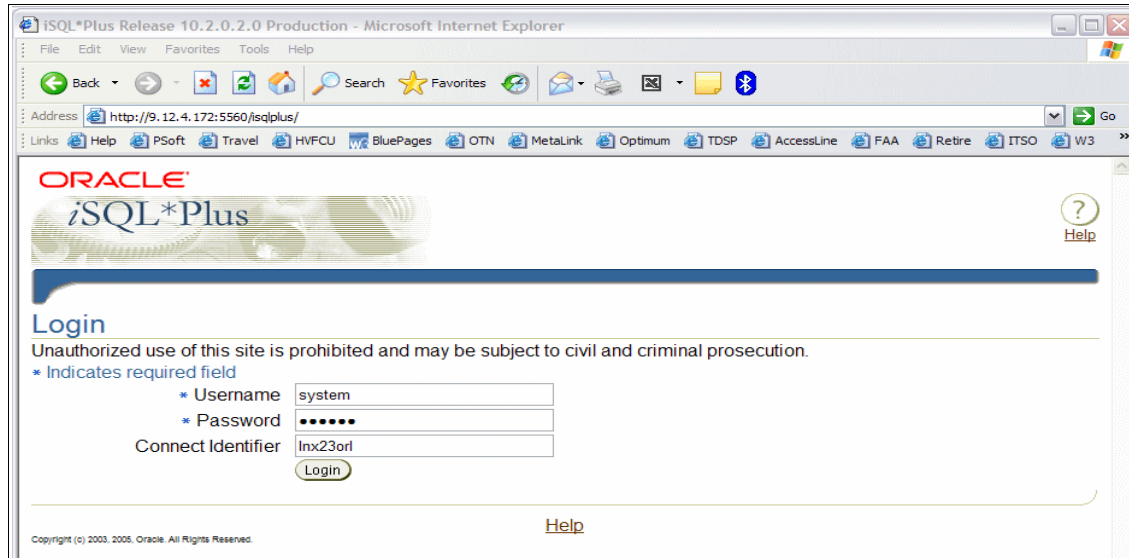 iSQL*Plus Release 10.2.0.2.0 Production - Microsoft Internet Explorer
File Edit View Favorites Tools Help
Back Search Favorites
Address http://9.12.4.172:5560/isqlplus/ Go
Links Help PSoft Travel HVFCU BluePages OTN MetaLink Optimum TDSP AccessLine FAA Retire ITSO W3 »
ORACLE
iSQL*Plus
?
Help
Login
Unauthorized use of this site is prohibited and may be subject to civil and criminal prosecution.
* Indicates required field
* Username system
* Password ••••••
Connect Identifier lnx23orl
Login
Help
Copyright (c) 2003, 2005, Oracle. All Rights Reserved.